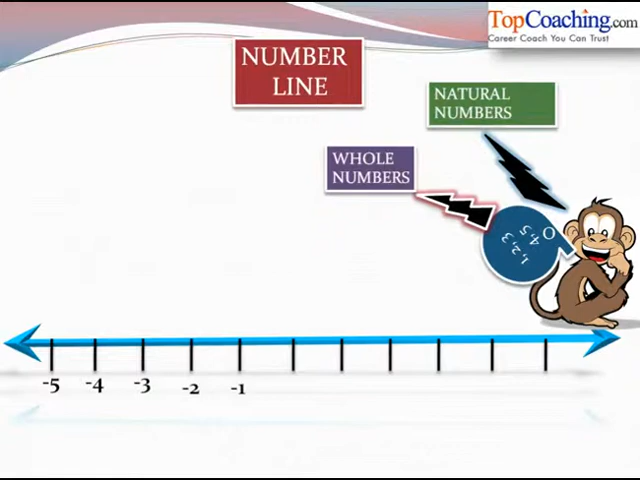 TopCoaching.com
Career Coach You Can Trust
NUMBER
LINE
NATURAL
NUMBERS
WHOLE
NUMBERS
0
1,2,3
4,5
-5 -4 -3 -2 -1